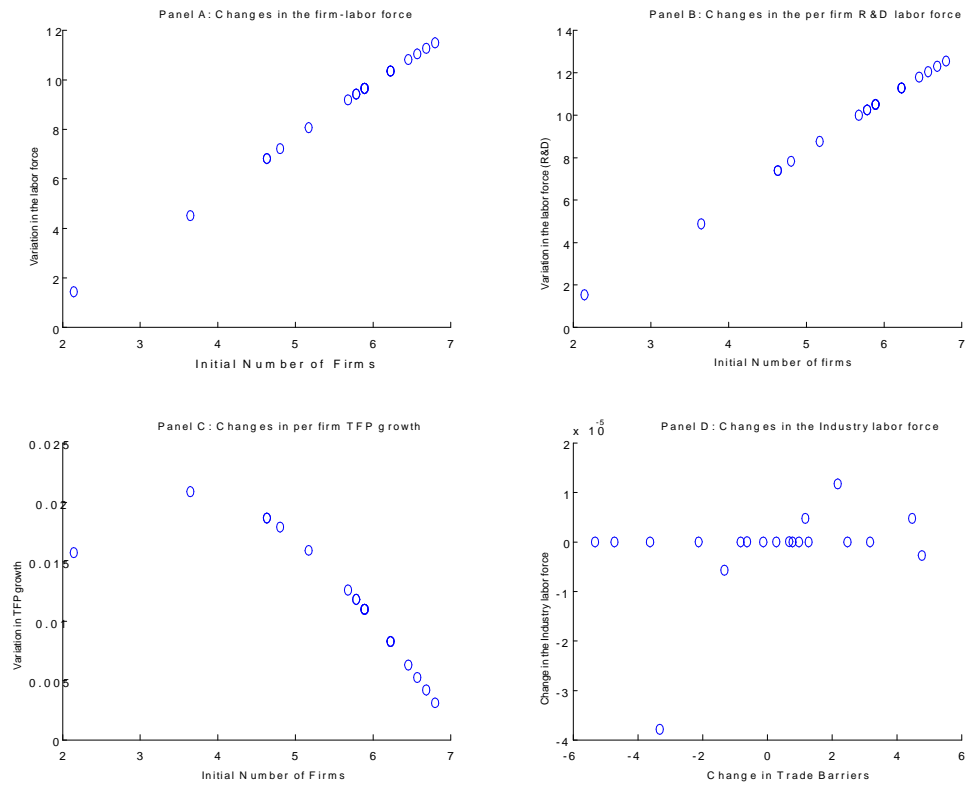 Panel A: Changes in the firm-labor force
12
10
8
6
4
2
0
Variation in the labor force
2 3 4 5 6 7
Initial Number of Firms
Panel B: Changes in the per firm R&D labor force
14
12
10
8
6
4
2
0
Variation in the labor force (R&D)
2 3 4 5 6 7
Initial Number of firms
Panel C: Changes in per firm TFP growth
0.025
0.02
0.015
0.01
0.005
0
Variation in TFP growth
2 3 4 5 6 7
Initial Number of Firms
Panel D: Changes in the Industry labor force
x 10-5
2
1
0
-1
-2
-3
-4
Change in the Industry labor force
-6 -4 -2 0 2 4 6
Change in Trade Barriers